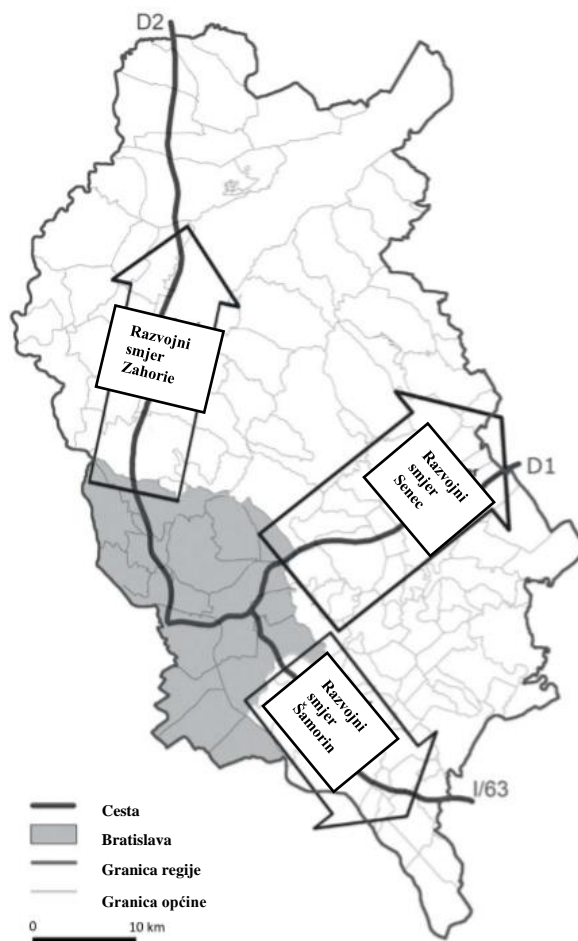 D2
Razvojni
smjer
Zahorie
Razvojni
smjer
Senec
D1
Razvojni
smjer
Šamorin
I/63
Cesta
Bratislava
Granica regije
Granica općine
0 10 km